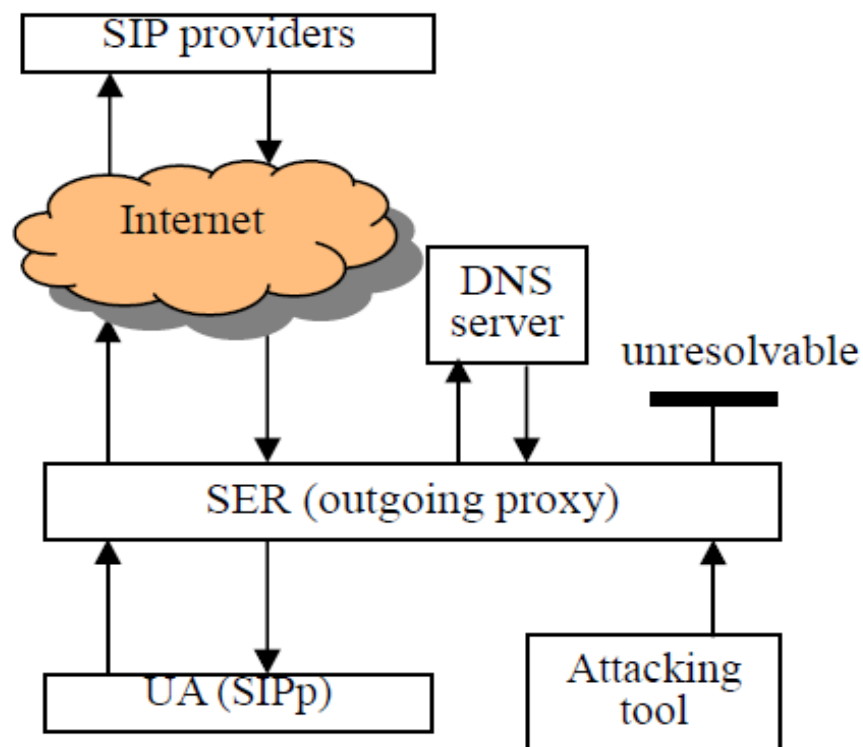 SIP providers
Internet
DNS
server
unresolvable
SER (outgoing proxy)
UA (SIPp)
Attacking
tool